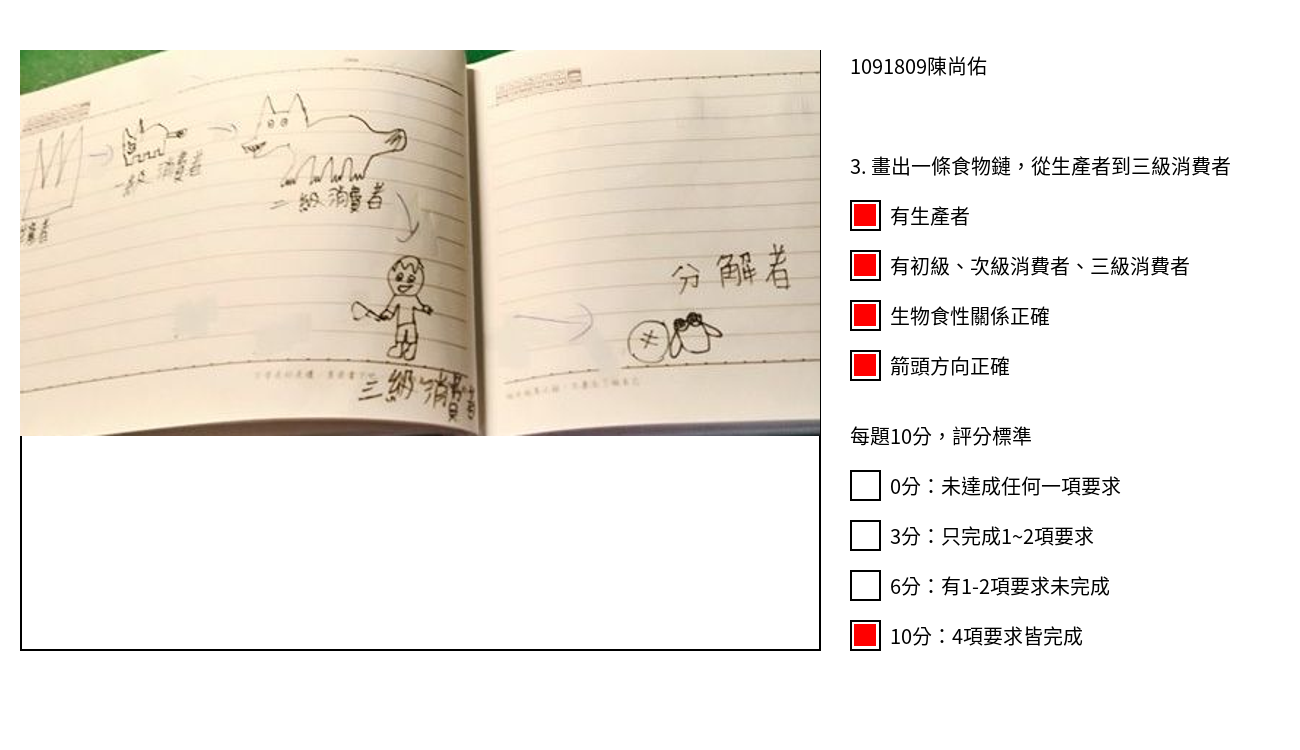 1091809陳尚佑
一級 消費者
二級 消費者
三級 消費者
分解者
3. 畫出一條食物鏈，從生產者到三級消費者
有生產者
有初級、次級消費者、三級消費者
生物食性關係正確
箭頭方向正確
每題10分，評分標準
0分：未達成任何一項要求
3分：只完成1~2項要求
6分：有1-2項要求未完成
10分：4項要求皆完成